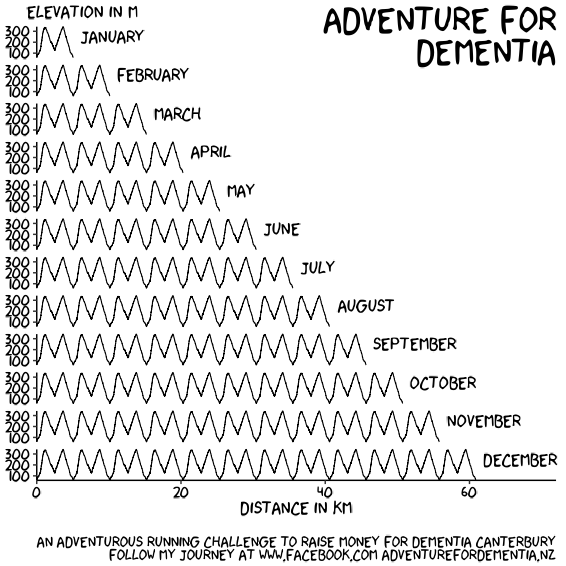 ELEVATION IN M
ADVENTURE FOR
DEMENTIA
300
200
100
JANUARY
300
200
100
FEBRUARY
300
200
100
MARCH
300
200
100
APRIL
300
200
100
MAY
300
200
100
JUNE
300
200
100
JULY
300
200
100
AUGUST
300
200
100
SEPTEMBER
300
200
100
OCTOBER
300
200
100
NOVEMBER
300
200
100
DECEMBER
0 20 40 60
DISTANCE IN KM
AN ADVENTUROUS RUNNING CHALLENGE TO RAISE MONEY FOR DEMENTIA CANTERBURY
FOLLOW MY JOURNEY AT WWW.FACEBOOK.COM ADVENTUREFORDEMENTIA.NZ